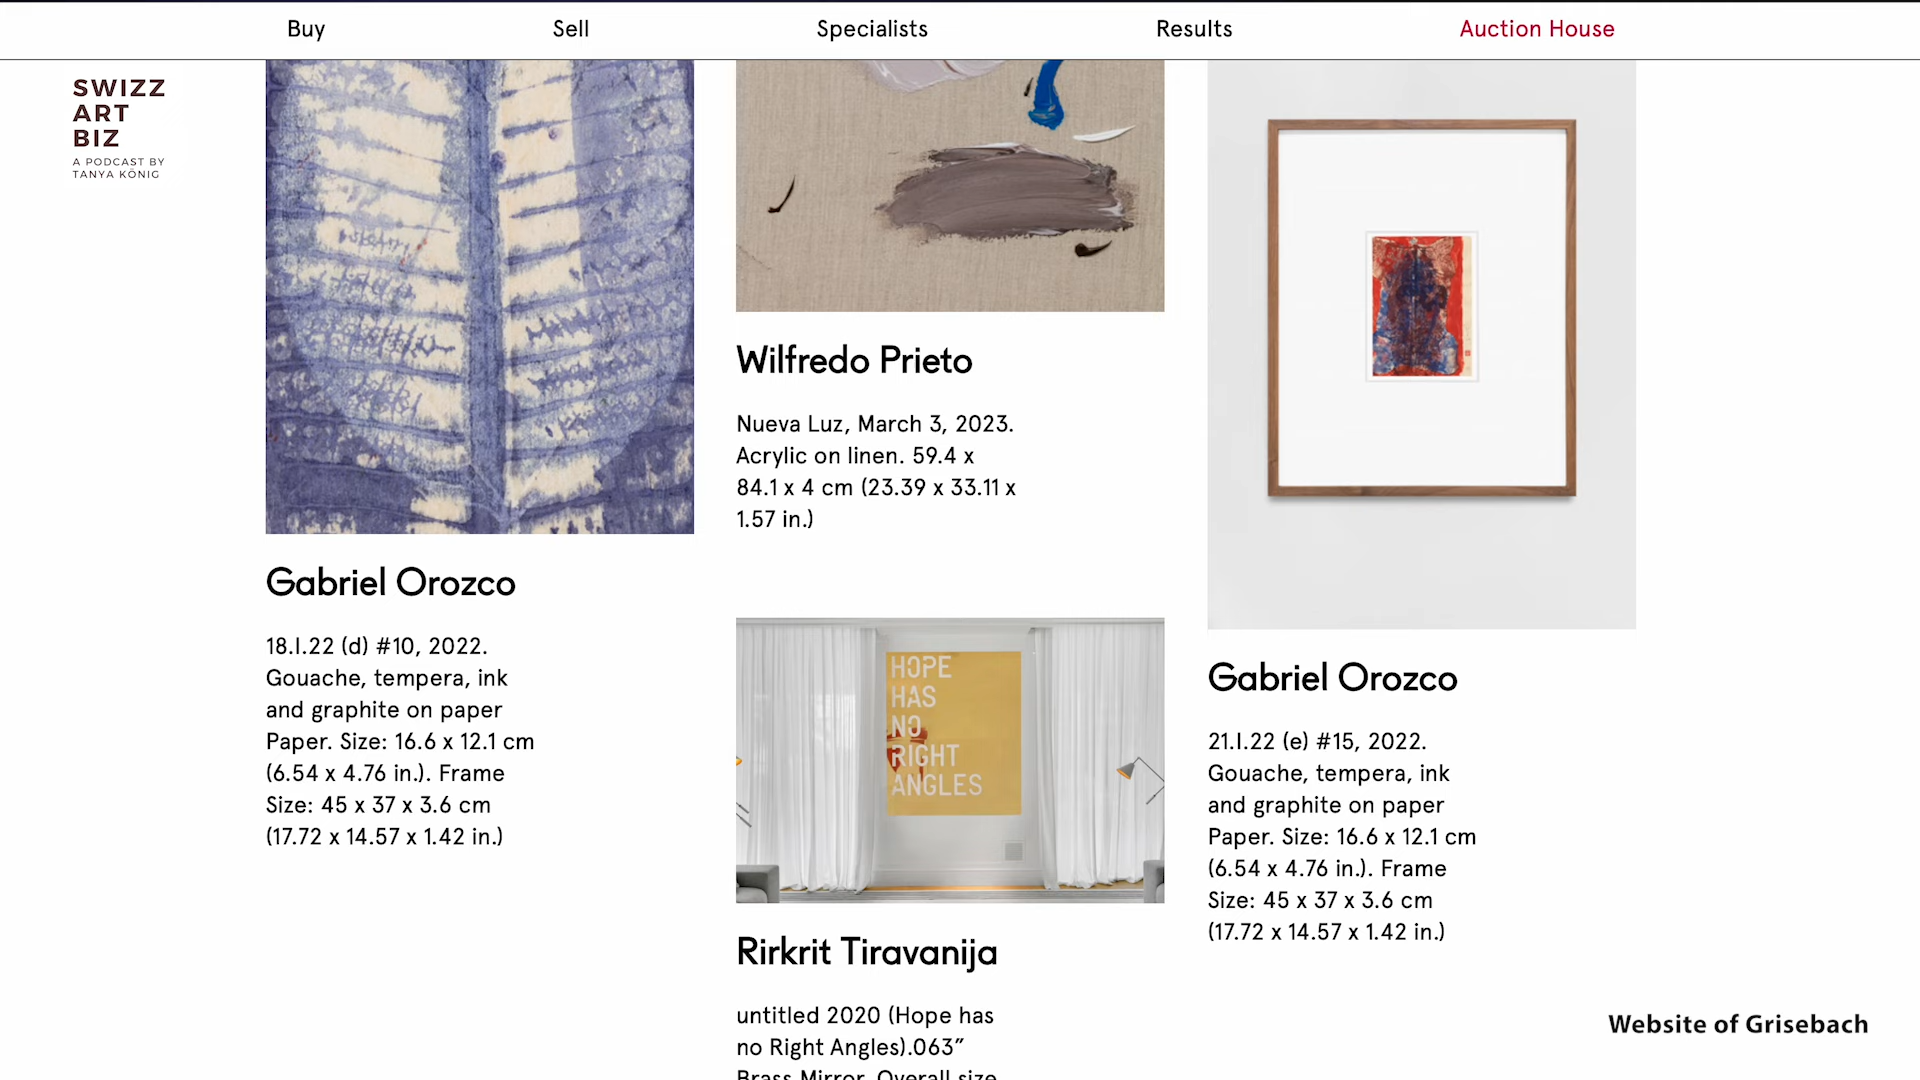 Buy
Sell
Specialists
Results
Auction House
SWIZZ
ART
BIZ
A PODCAST BY
TANYA KÖNIG
Gabriel Orozco
18.I.22 (d) #10, 2022.
Gouache, tempera, ink
and graphite on paper
Paper. Size: 16.6 x 12.1 cm
(6.54 x 4.76 in.). Frame
Size: 45 x 37 x 3.6 cm
(17.72 x 14.57 x 1.42 in.)
Wilfredo Prieto
Nueva Luz, March 3, 2023.
Acrylic on linen. 59.4 x
84.1 x 4 cm (23.39 x 33.11 x
1.57 in.)
HOPE
HAS
NO
RIGHT
ANGLES
Rirkrit Tiravanija
untitled 2020 (Hope has
no Right Angles).063”
Brass Mirror. Overall size
Gabriel Orozco
21.I.22 (e) #15, 2022.
Gouache, tempera, ink
and graphite on paper
Paper. Size: 16.6 x 12.1 cm
(6.54 x 4.76 in.). Frame
Size: 45 x 37 x 3.6 cm
(17.72 x 14.57 x 1.42 in.)
Website of Grisebach